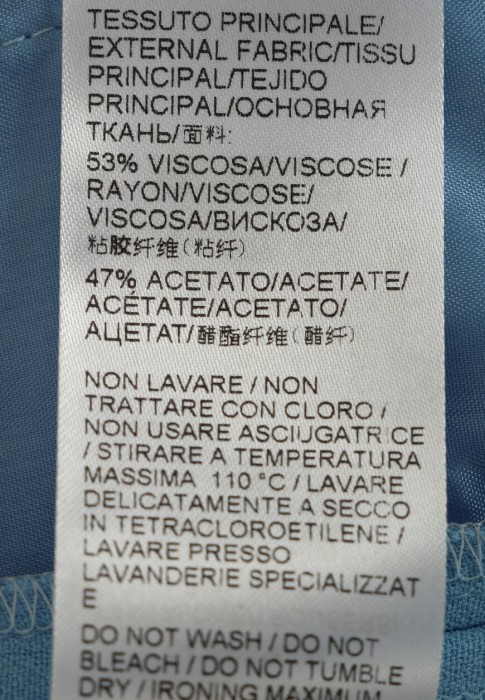 TESSUTO PRINCIPALE/
EXTERNAL FABRIC/TISSU
PRINCIPAL/TEJIDO
PRINCIPAL/ОСНОВНАЯ
ТКАНЬ/面料:
53% VISCOSA/VISCOSE /
RAYON/VISCOSE/
VISCOSA/ВИСКОЗА/
粘胶纤维(粘纤)
47% ACETATO/ACETATE/
ACÉTATE/ACETATO/
АЦЕТАТ/醋酯纤维(醋纤)
NON LAVARE / NON
TRATTARE CON CLORO /
NON USARE ASCIUGATRICE
/ STIRARE A TEMPERATURA
MASSIMA 110 °C / LAVARE
DELICATAMENTE A SECCO
IN TETRACLOROETILENE /
LAVARE PRESSO
LAVANDERIE SPECIALIZZAT
E
DO NOT WASH / DO NOT
BLEACH / DO NOT TUMBLE
DRY / IRONING MAXIMUM